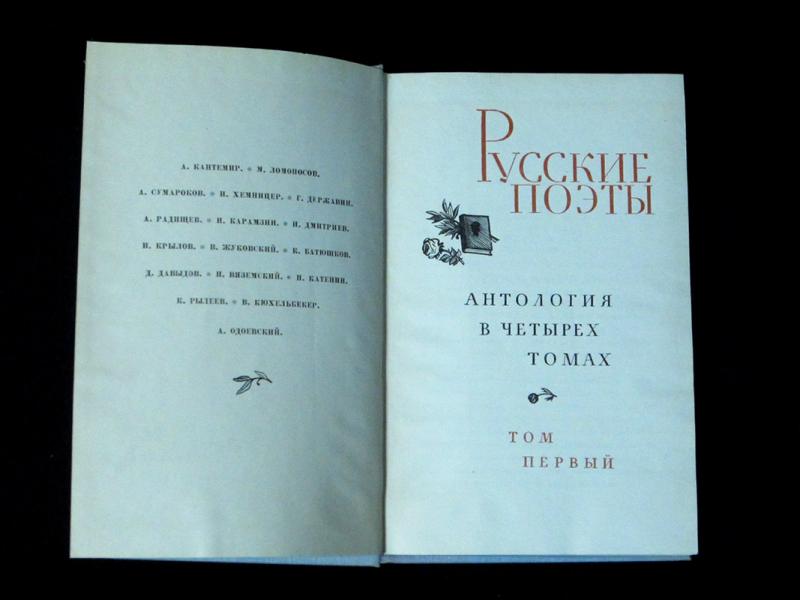 А. КАНТЕМИР. * М. ЛОМОНОСОВ.
А. СУМАРОКОВ. * И. ХЕМНИЦЕР. * Г. ДЕРЖАВИН.
А. РАДИЩЕВ. * Н. КАРАМЗИН. * И. ДМИТРИЕВ.
И. КРЫЛОВ. * В. ЖУКОВСКИЙ. * К. БАТЮШКОВ.
Д. ДАВЫДОВ. * П. ВЯЗЕМСКИЙ. * П. КАТЕНИН.
К. РЫЛЕЕВ. * В. КЮХЕЛЬБЕКЕР.
А. ОДОЕВСКИЙ.
РУССКИЕ
ПОЭТЫ
АНТОЛОГИЯ
В ЧЕТЫРЕХ
ТОМАХ
ТОМ
ПЕРВЫЙ